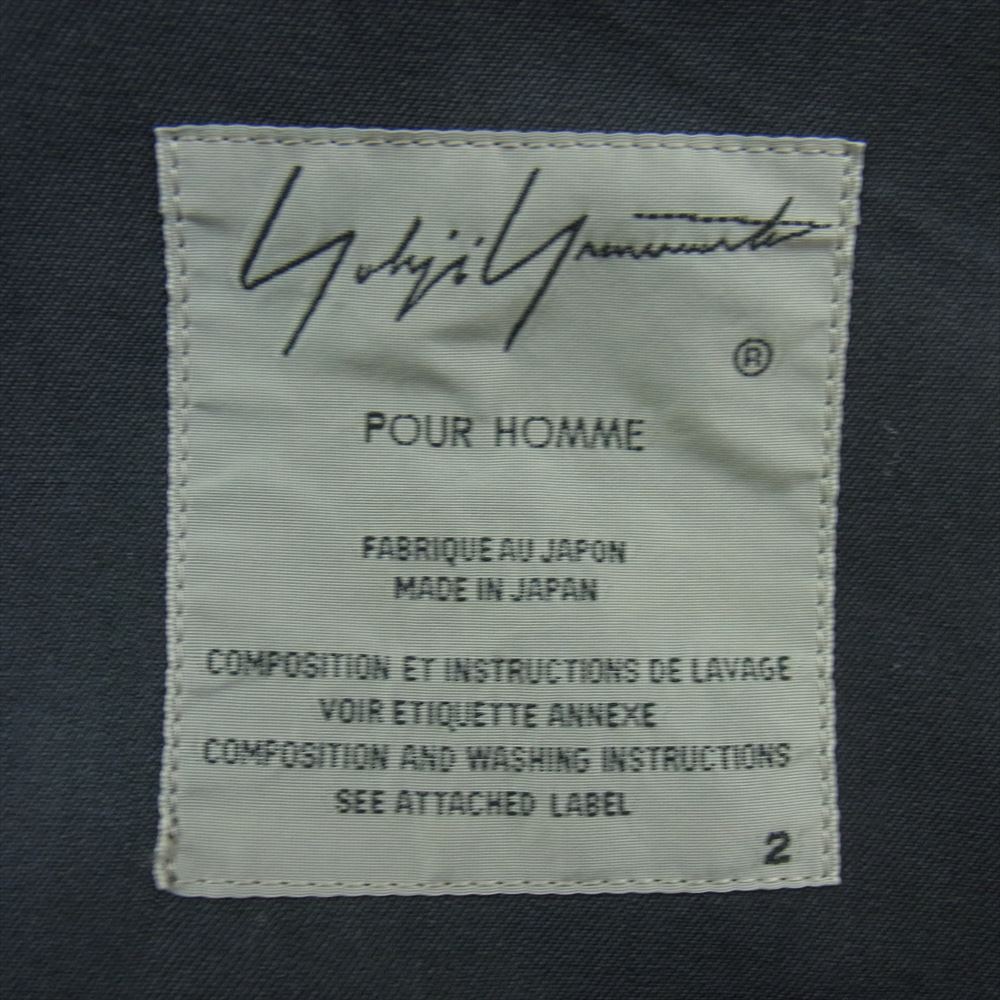 Yohji Yamamoto
®
POUR HOMME
FABRIQUE AU JAPON
MADE IN JAPAN
COMPOSITION ET INSTRUCTIONS DE LAVAGE
VOIR ETIQUETTE ANNEXE
COMPOSITION AND WASHING INSTRUCTIONS
SEE ATTACHED LABEL
2